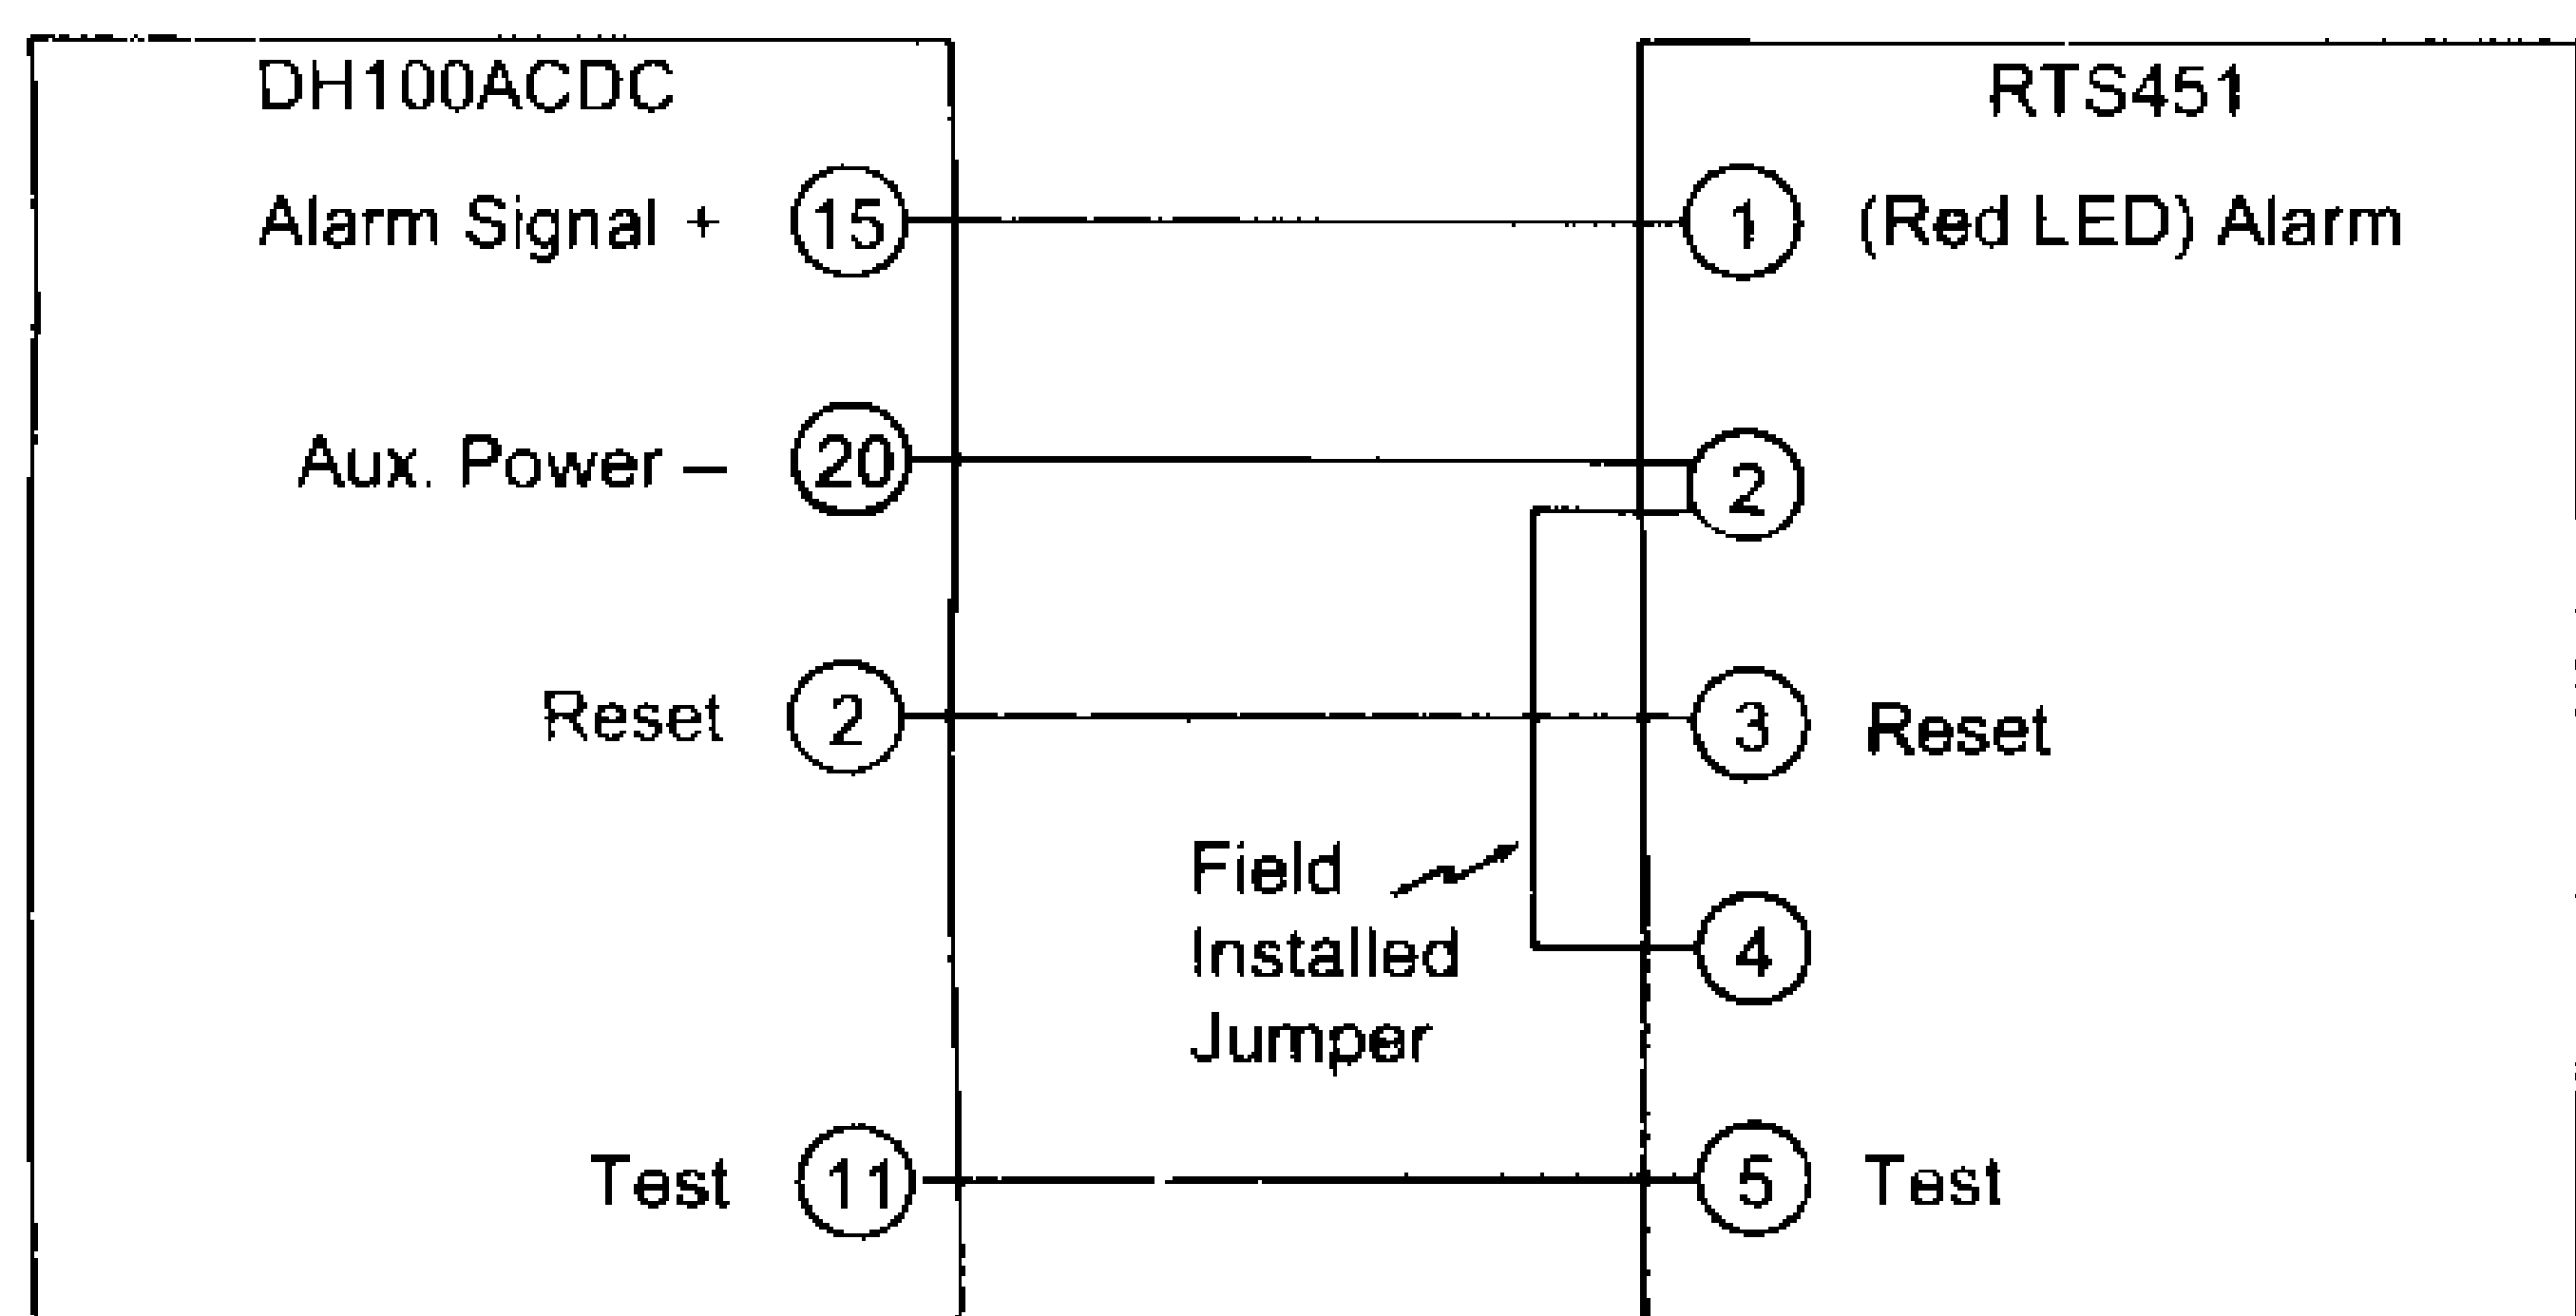 DH100ACDC
RTS451
Alarm Signal + 15
1 (Red LED) Alarm
Aux. Power – 20
2
Reset 2
3 Reset
Field
Installed
Jumper
4
Test 11
5 Test